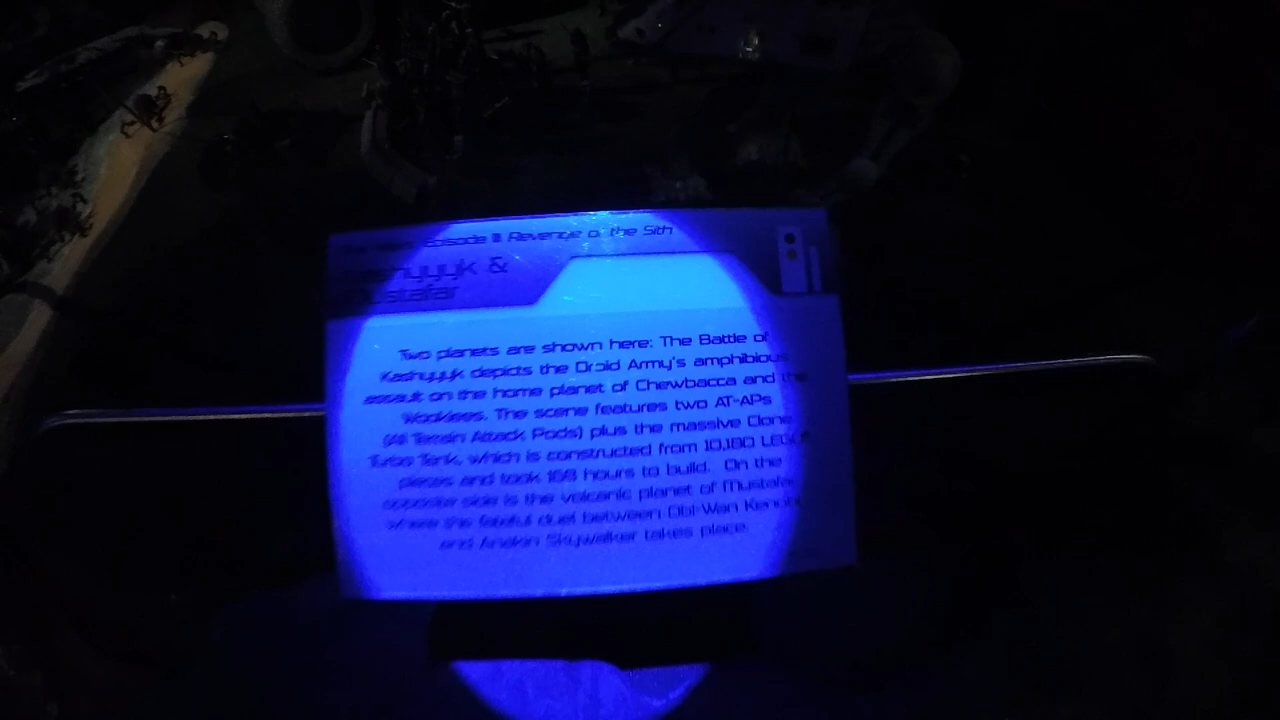 Episode III Revenge of the Sith
Kashyyyk &
Mustafar
Two planets are shown here: The Battle of
Kashyyyk depicts the Droid Army's amphibious
assault on the home planet of Chewbacca and the
Wookiees. The scene features two AT-APs
(All Terrain Attack Pods) plus the massive Clone
Turbo Tank, which is constructed from 10,180 LEGO®
pieces and took 168 hours to build. On the
opposite side is the volcanic planet of Mustafar
where the fateful duel between Obi-Wan Kenobi
and Anakin Skywalker takes place.